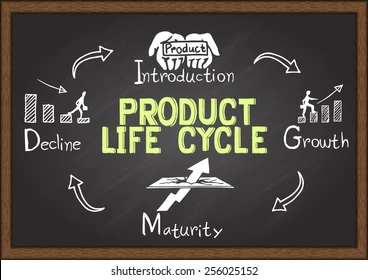 Product
Introduction
PRODUCT
LIFE CYCLE
Decline
Growth
Maturity
shutterstock.com · 256025152